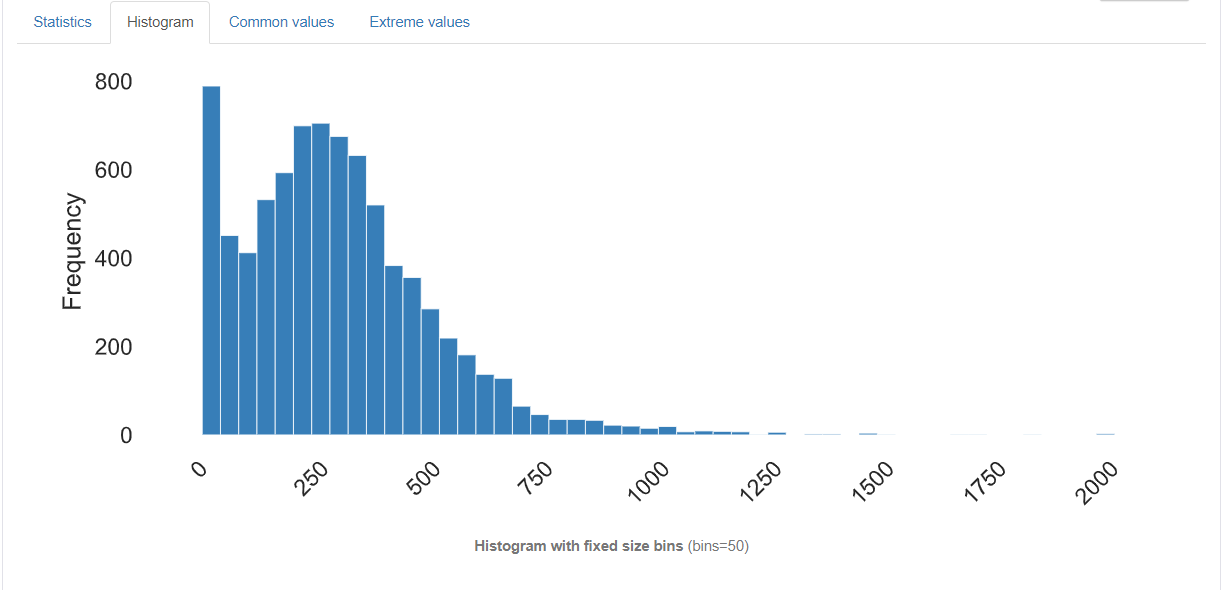 Statistics Histogram Common values Extreme values
800
600
400
200
0
Frequency
0 250 500 750 1000 1250 1500 1750 2000
Histogram with fixed size bins (bins=50)